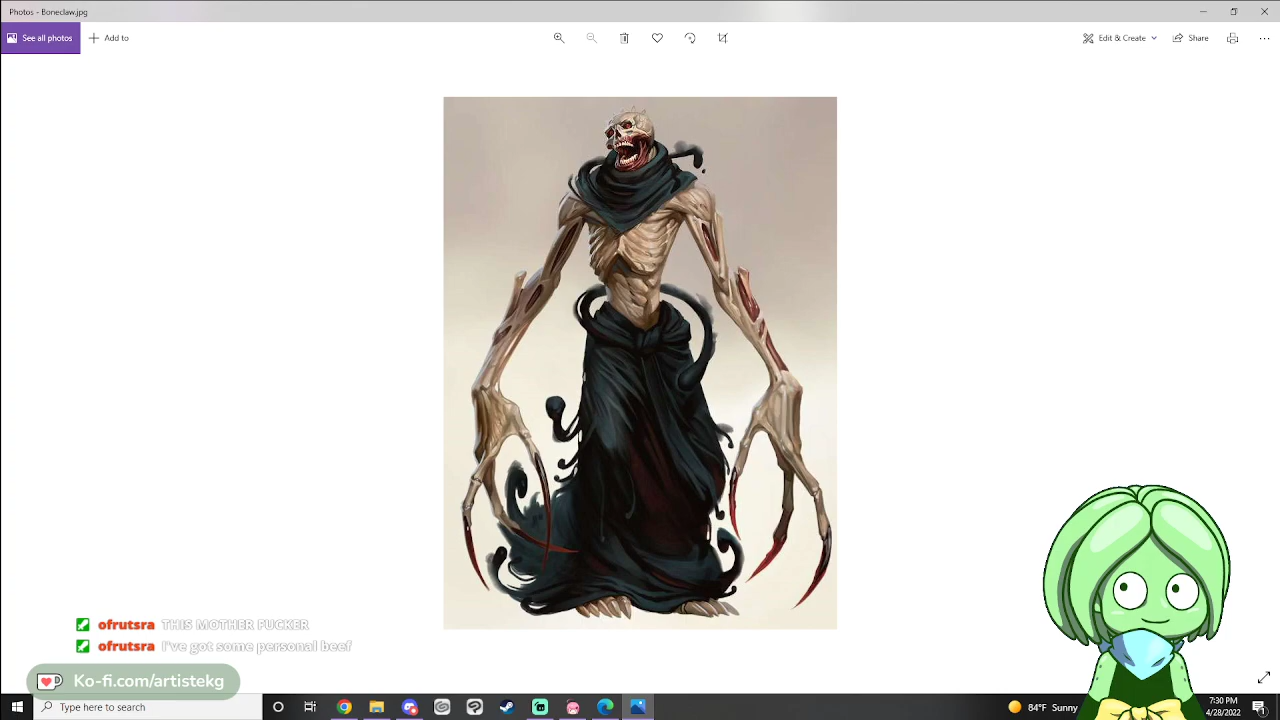 Photos - Boneclaw.jpg
See all photos
Add to
Edit & Create
Share
ofrutsra THIS MOTHER FUCKER
ofrutsra I've got some personal beef
Ko-fi.com/artistekg
Type here to search
84°F Sunny
7:30 PM
4/28/2022